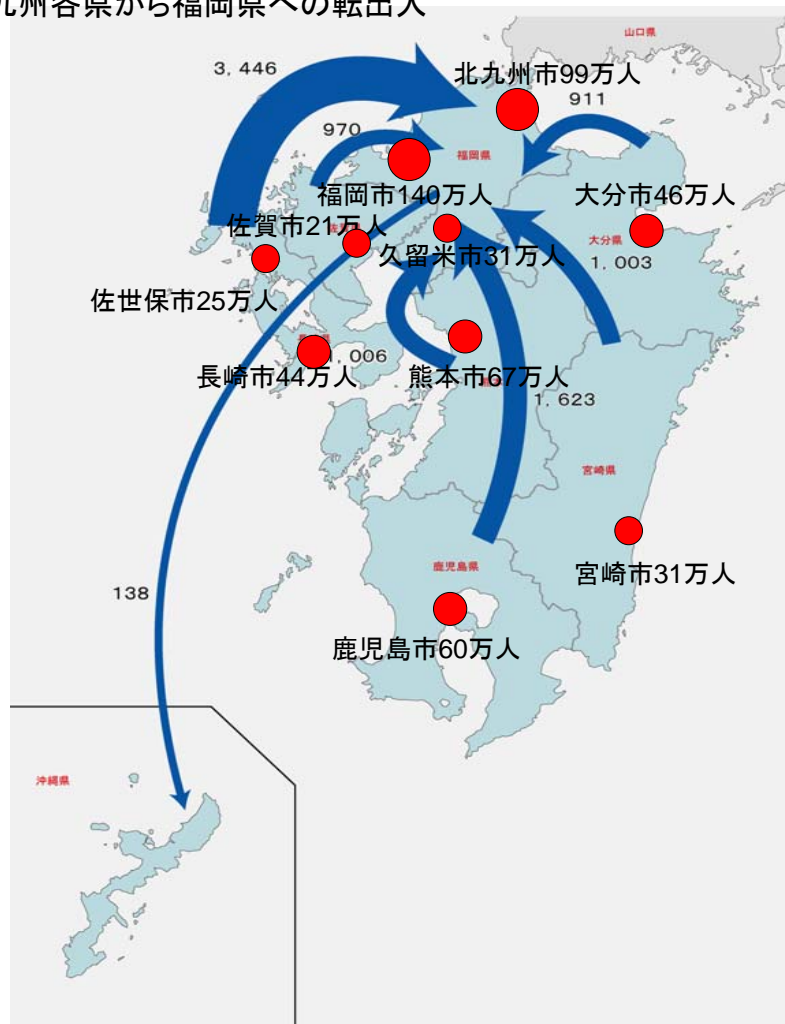 九州各県から福岡県への転出入
山口県
3,446
北九州市99万人
911
970
福岡県
福岡市140万人
大分市46万人
佐賀市21万人
大分県
久留米市31万人
1,003
佐世保市25万人
1,006
長崎市44万人
熊本市67万人
1,623
宮崎県
鹿児島県
宮崎市31万人
138
鹿児島市60万人
沖縄県